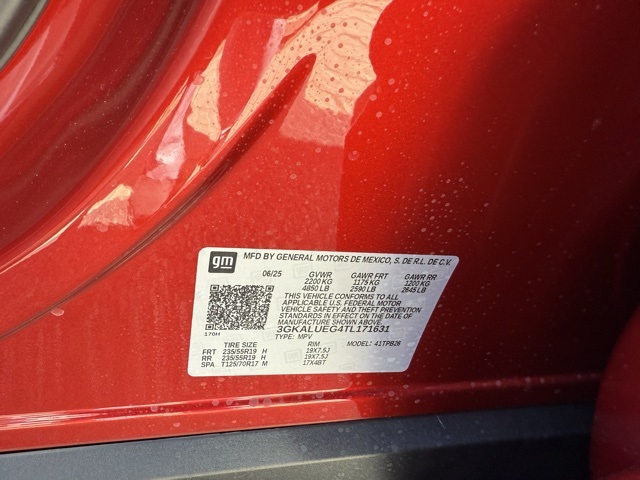 gm MFD BY GENERAL MOTORS DE MEXICO, S. DE R.L. DE C.V.
06/25 GVWR GAWR FRT GAWR RR
2200 KG 1175 KG 1200 KG
4850 LB 2590 LB 2645 LB
THIS VEHICLE CONFORMS TO ALL
APPLICABLE U.S. FEDERAL MOTOR
VEHICLE SAFETY AND THEFT PREVENTION
STANDARDS IN EFFECT ON THE DATE OF
MANUFACTURE SHOWN ABOVE.
3GKALUEG4TL171631
170H TYPE: MPV MODEL: 41TPB26
TIRE SIZE RIM
FRT 235/55R19 H 19X7.5J
RR 235/55R19 H 19X7.5J
SPA T125/70R17 M 17X4BT